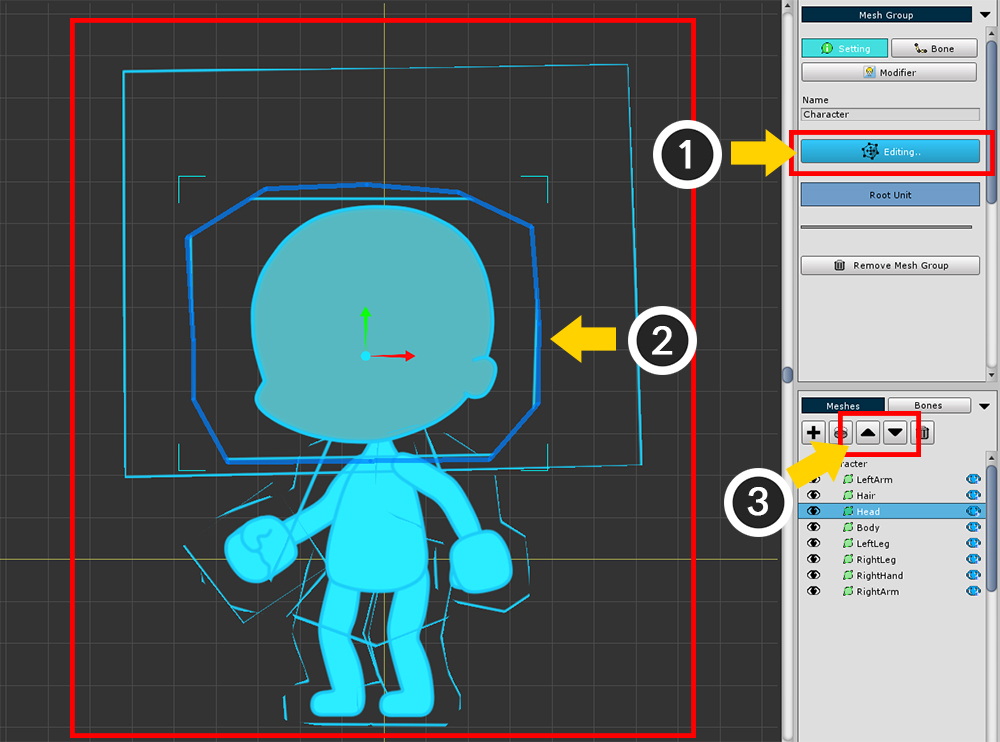 Mesh Group
Setting
Bone
Modifier
Name
Character
1
Editing..
Root Unit
Remove Mesh Group
2
Meshes
Bones
3
racter
LeftArm
Hair
Head
Body
LeftLeg
RightLeg
RightHand
RightArm